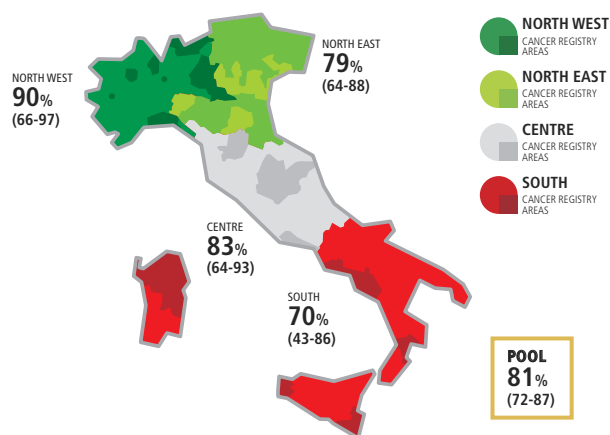 NORTH WEST
90%
(66-97)
NORTH EAST
79%
(64-88)
CENTRE
83%
(64-93)
SOUTH
70%
(43-86)
NORTH WEST
CANCER REGISTRY
AREAS
NORTH EAST
CANCER REGISTRY
AREAS
CENTRE
CANCER REGISTRY
AREAS
SOUTH
CANCER REGISTRY
AREAS
POOL
81%
(72-87)